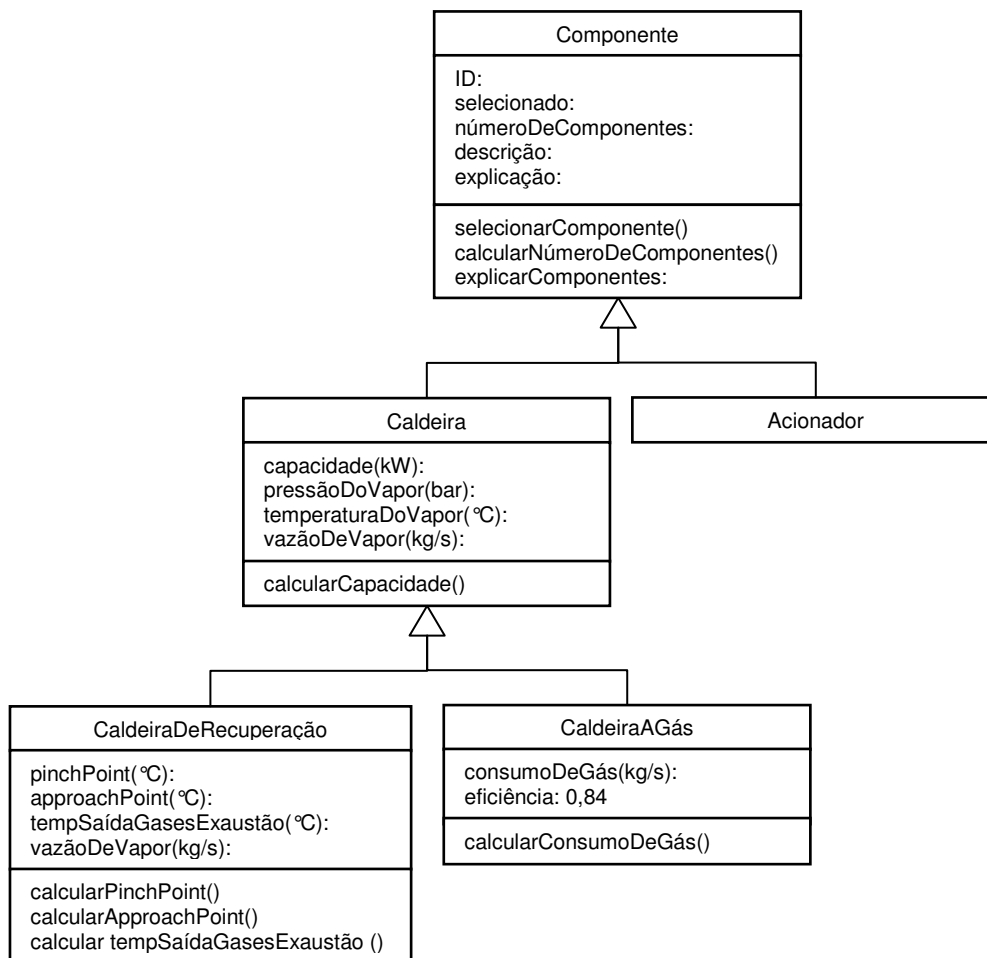 Componente
ID:
selecionado:
númeroDeComponentes:
descrição:
explicação:
selecionarComponente()
calcularNúmeroDeComponentes()
explicarComponentes:
Caldeira
capacidade(kW):
pressãoDoVapor(bar):
temperaturaDoVapor(°C):
vazãoDeVapor(kg/s):
calcularCapacidade()
Acionador
CaldeiraDeRecuperação
pinchPoint(°C):
approachPoint(°C):
tempSaídaGasesExaustão(°C):
vazãoDeVapor(kg/s):
calcularPinchPoint()
calcularApproachPoint()
calcular tempSaídaGasesExaustão ()
CaldeiraAGás
consumoDeGás(kg/s):
eficiência: 0,84
calcularConsumoDeGás()